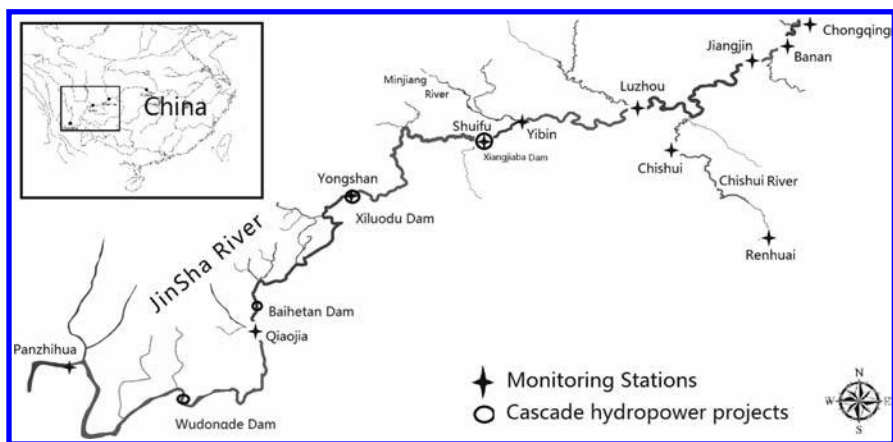 Chongqing
Jiangjin
Banan
China
Minjiang
River
Luzhou
Shuifu
Yibin
Xiangjiaba Dam
Chishui
Yongshan
Chishui River
Xiluodu Dam
JinSha River
Renhuai
Baihetan Dam
Qiaojia
Panzhihua
Monitoring Stations
Cascade hydropower projects
Wudongde Dam
N
W
E
S